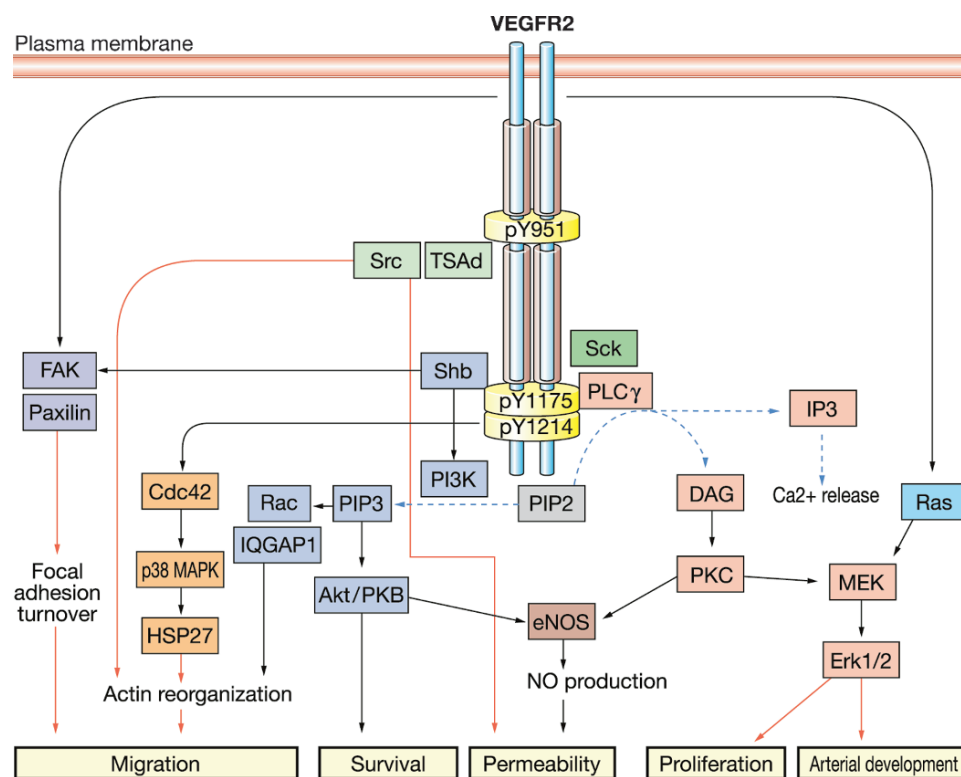 VEGFR2
Plasma membrane
pY951
Src
TSAd
Sck
FAK
Shb
PLCγ
Paxilin
pY1175
IP3
pY1214
Cdc42
PI3K
DAG
Ca2+ release
Rac
PIP3
PIP2
Ras
IQGAP1
p38 MAPK
PKC
MEK
Focal
adhesion
turnover
Akt/PKB
eNOS
HSP27
Erk1/2
Actin reorganization
NO production
Migration
Survival
Permeability
Proliferation
Arterial development